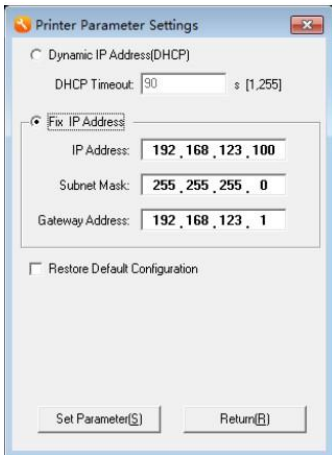 Printer Parameter Settings
Dynamic IP Address(DHCP)
DHCP Timeout: 90 s [1,255]
Fix IP Address
IP Address: 192 . 168 . 123 . 100
Subnet Mask: 255 . 255 . 255 . 0
Gateway Address: 192 . 168 . 123 . 1
Restore Default Configuration
Set Parameter(S) Return(R)